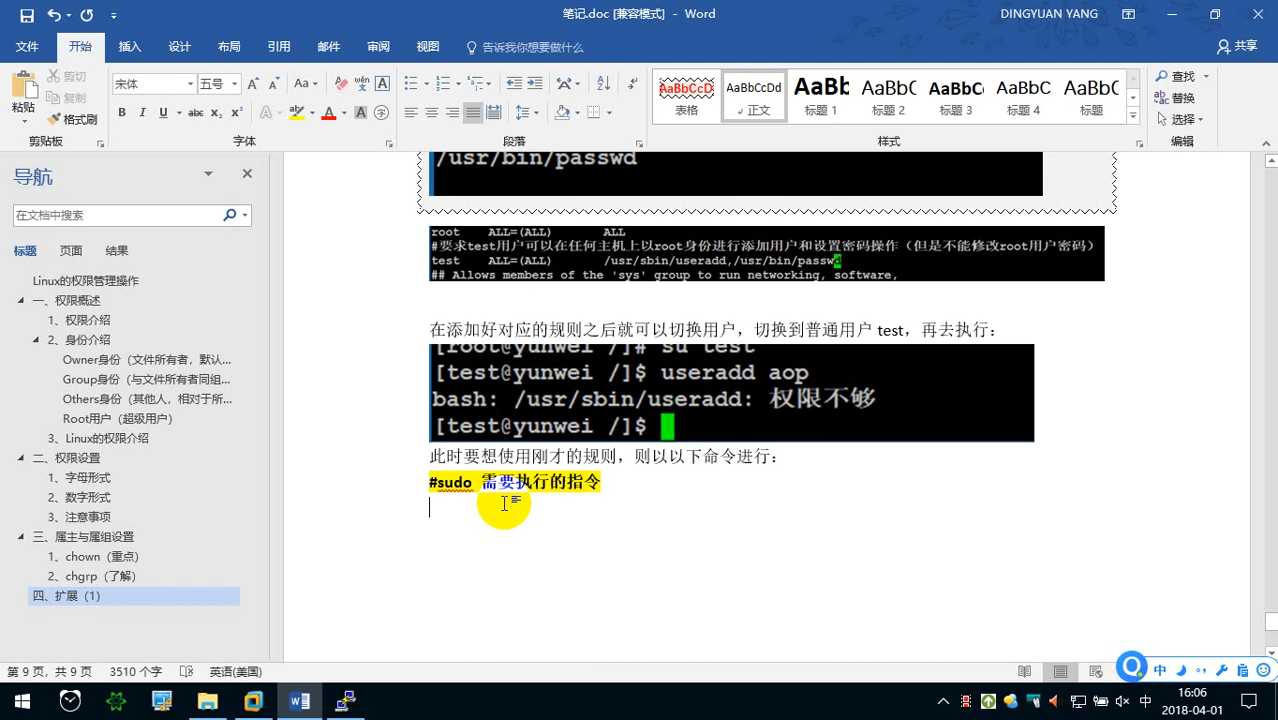 笔记.doc [兼容模式] - Word
DINGYUAN YANG
文件 开始 插入 设计 布局 引用 邮件 审阅 视图 告诉我你想要做什么
共享
粘贴
剪切
复制
格式刷
剪贴板
宋体 五号
字体
段落
AaBbCcD AaBbCcDd AaBb AaBbC AaBbC AaBbC AaBbC
表格 正文 标题 1 标题 2 标题 3 标题 4 标题
样式
查找
替换
选择
编辑
导航
在文档中搜索
标题 页面 结果
Linux的权限管理操作
一、权限概述
1、权限介绍
2、身份介绍
Owner身份（文件所有者，默认...
Group身份（与文件所有者同组...
Others身份（其他人，相对于所...
Root用户（超级用户）
3、Linux的权限介绍
二、权限设置
1、字母形式
2、数字形式
3、注意事项
三、属主与属组设置
1、chown（重点）
2、chgrp（了解）
四、扩展（1）
/usr/bin/passwd
root ALL=(ALL) ALL
#要求test用户可以在任何主机上以root身份进行添加用户和设置密码操作（但是不能修改root用户密码）
test ALL=(ALL) /usr/sbin/useradd,/usr/bin/passwd
## Allows members of the 'sys' group to run networking, software,
在添加好对应的规则之后就可以切换用户，切换到普通用户 test，再去执行：
[root@yunwei /]# su test
[test@yunwei /]$ useradd aop
bash: /usr/sbin/useradd: 权限不够
[test@yunwei /]$
此时要想使用刚才的规则，则以以下命令进行：
#sudo 需要执行的指令
第 9 页，共 9 页 3510 个字 英语(美国)
中
中
16:06
2018-04-01